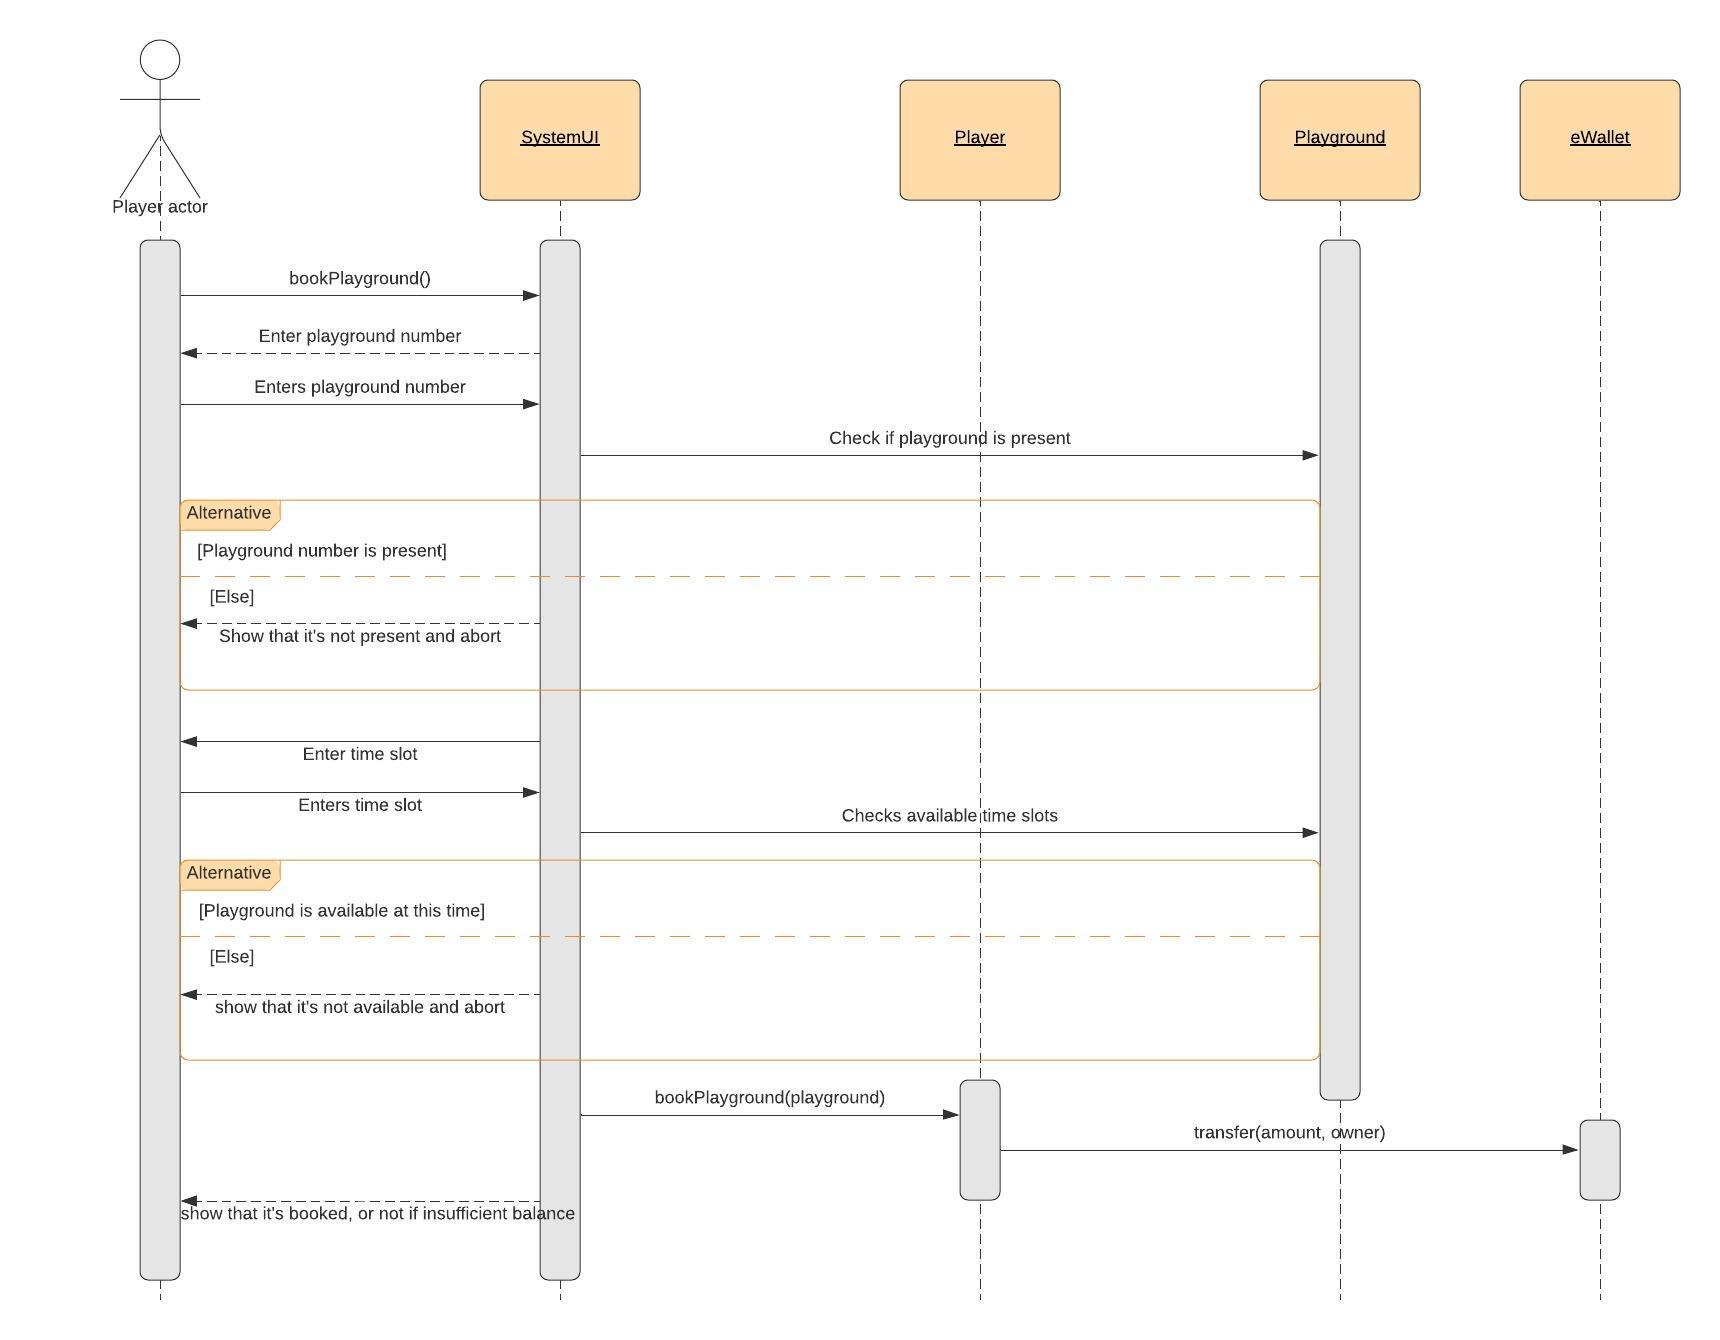 Player actor
SystemUI
Player
Playground
eWallet
bookPlayground()
Enter playground number
Enters playground number
Check if playground is present
Alternative
[Playground number is present]
[Else]
Show that it's not present and abort
Enter time slot
Enters time slot
Checks available time slots
Alternative
[Playground is available at this time]
[Else]
show that it's not available and abort
bookPlayground(playground)
transfer(amount, owner)
show that it's booked, or not if insufficient balance